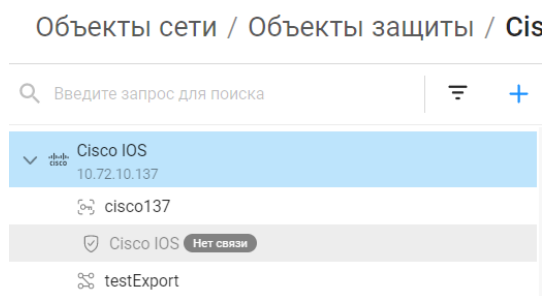 Объекты сети / Объекты защиты / Cis
Введите запрос для поиска
CISCO Cisco IOS
10.72.10.137
cisco137
Cisco IOS Нет связи
testExport